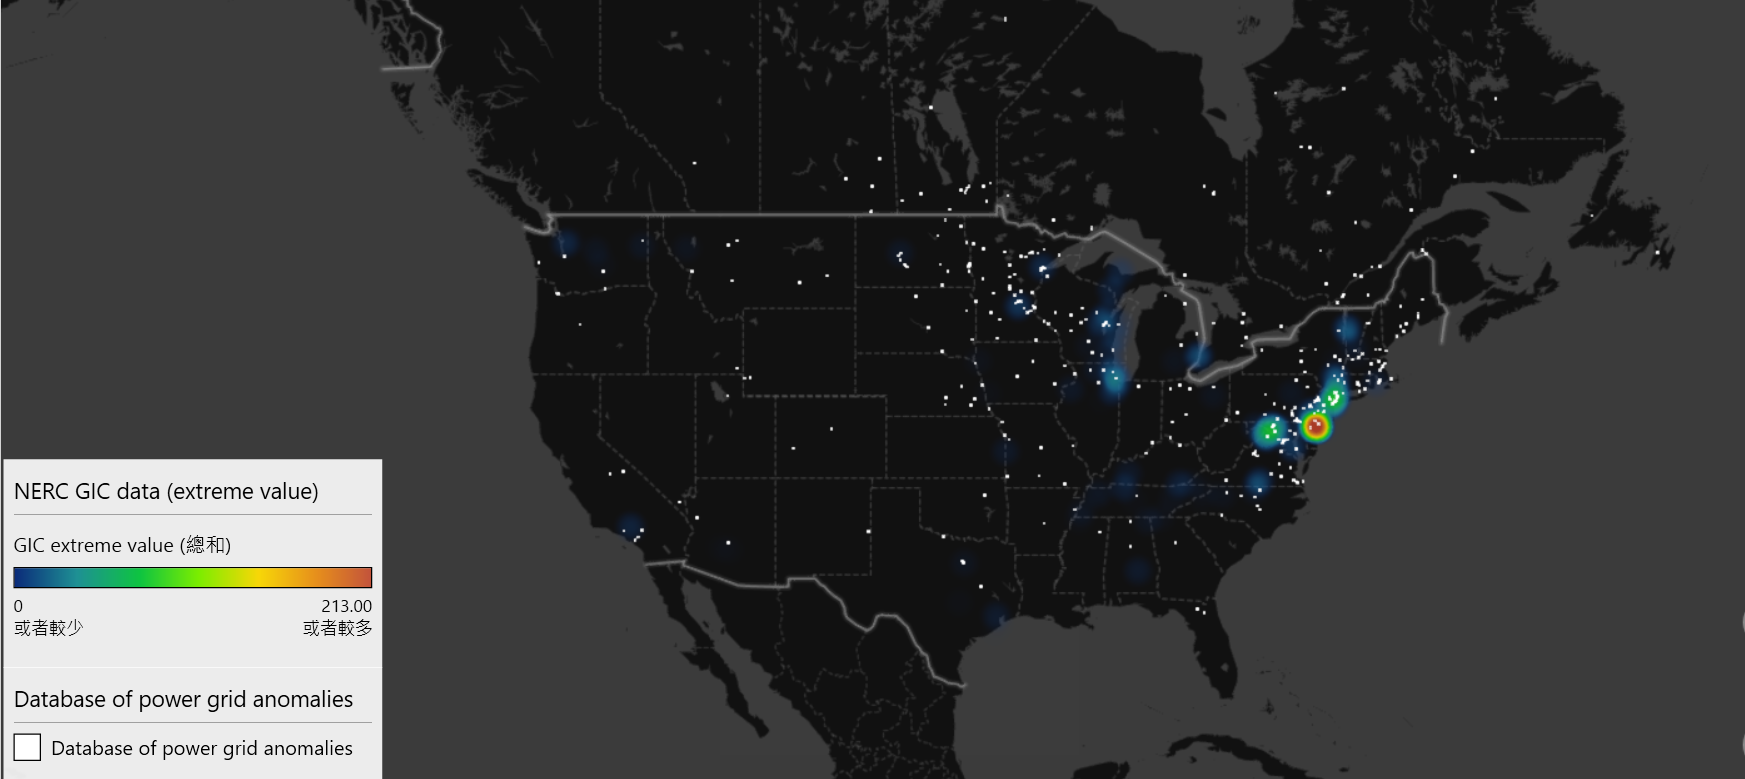 NERC GIC data (extreme value)
GIC extreme value (總和)
0 213.00
或者較少 或者較多
Database of power grid anomalies
Database of power grid anomalies